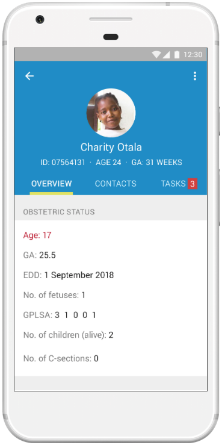 12:30
Charity Otala
ID: 07564131 · AGE 24 · GA: 31 WEEKS
OVERVIEW CONTACTS TASKS 3
OBSTETRIC STATUS
Age: 17
GA: 25.5
EDD: 1 September 2018
No. of fetuses: 1
GPLSA: 3 1 0 0 1
No. of children (alive): 2
No. of C-sections: 0